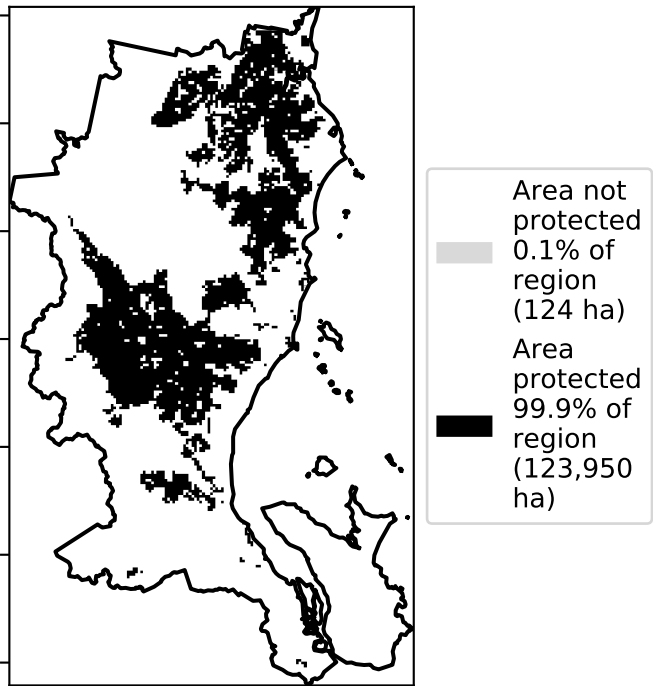 Area not
protected
0.1% of
region
(124 ha)
Area
protected
99.9% of
region
(123,950
ha)